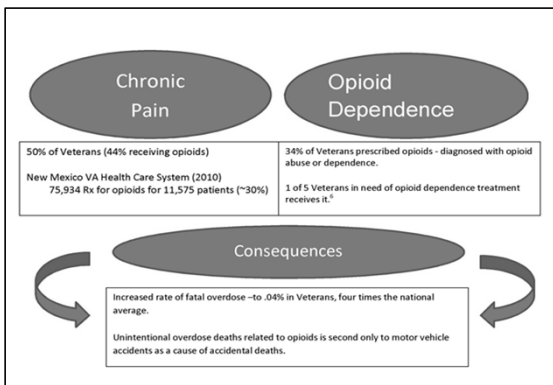 Chronic
Pain
Opioid
Dependence
50% of Veterans (44% receiving opioids)
New Mexico VA Health Care System (2010)
75,934 Rx for opioids for 11,575 patients (~30%)
34% of Veterans prescribed opioids - diagnosed with opioid
abuse or dependence.
1 of 5 Veterans in need of opioid dependence treatment
receives it.⁶
Consequences
Increased rate of fatal overdose –to .04% in Veterans, four times the national
average.
Unintentional overdose deaths related to opioids is second only to motor vehicle
accidents as a cause of accidental deaths.